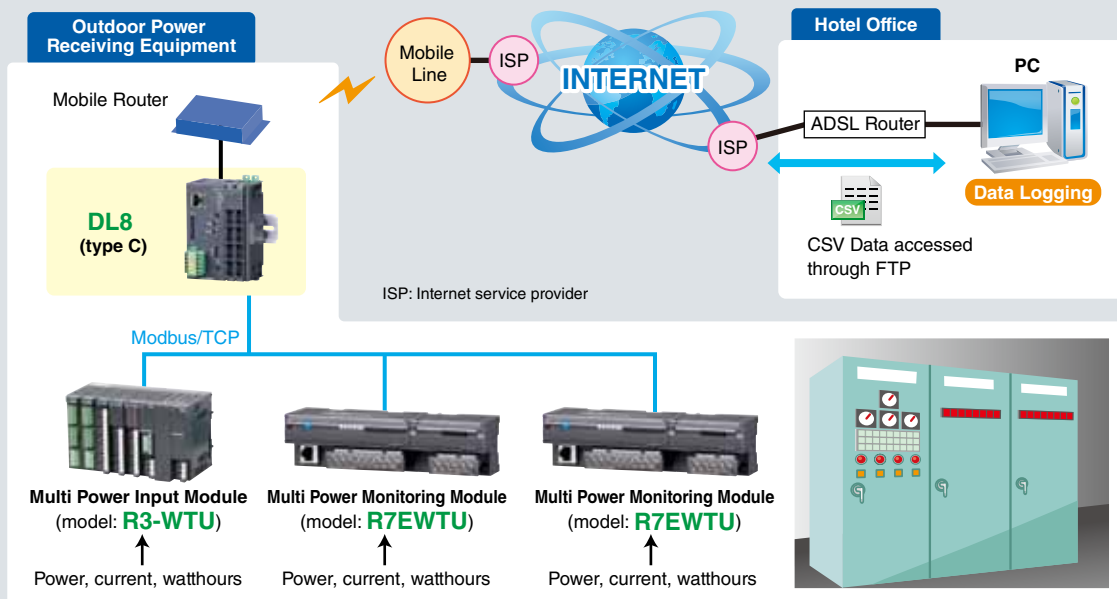 Outdoor Power
Receiving Equipment
Mobile Router
DL8
(type C)
Mobile
Line
ISP
INTERNET
ISP
Hotel Office
PC
ADSL Router
Data Logging
CSV
CSV Data accessed
through FTP
ISP: Internet service provider
Modbus/TCP
Multi Power Input Module
(model: R3-WTU)
Power, current, watthours
Multi Power Monitoring Module
(model: R7EWTU)
Power, current, watthours
Multi Power Monitoring Module
(model: R7EWTU)
Power, current, watthours